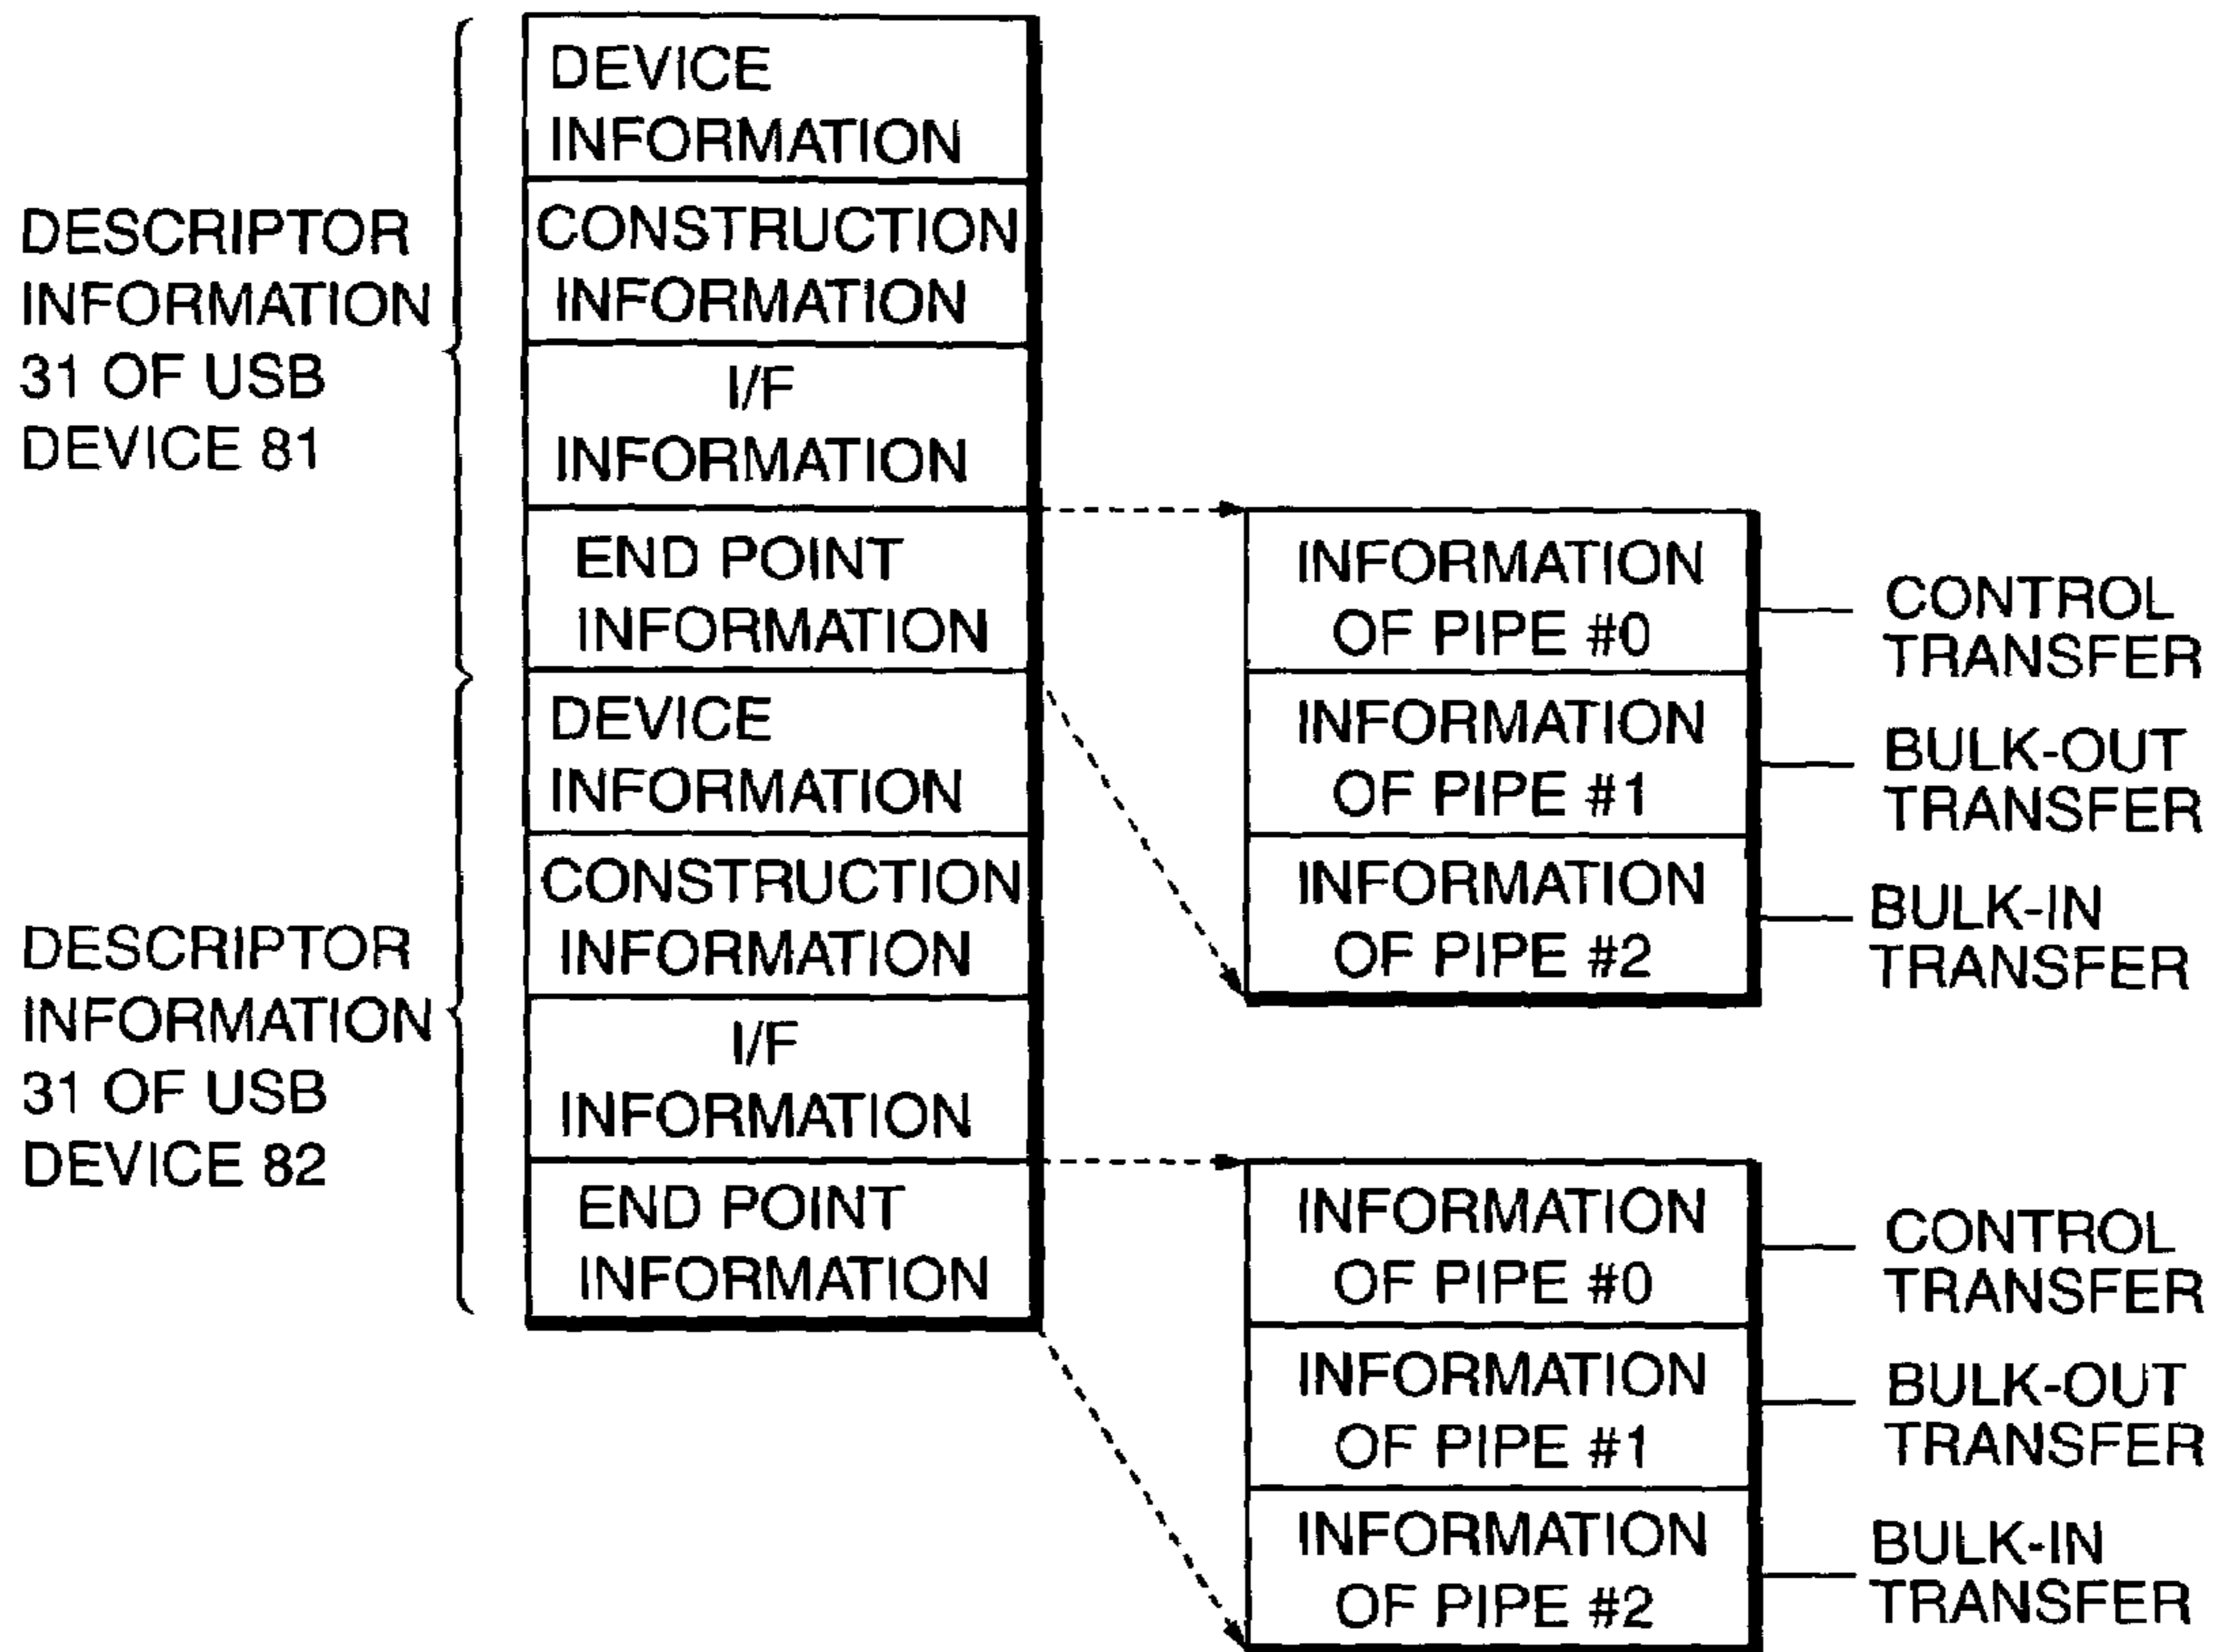 DESCRIPTOR
INFORMATION
31 OF USB
DEVICE 81
DEVICE
INFORMATION
CONSTRUCTION
INFORMATION
I/F
INFORMATION
END POINT
INFORMATION
INFORMATION
OF PIPE #0
CONTROL
TRANSFER
INFORMATION
OF PIPE #1
BULK-OUT
TRANSFER
INFORMATION
OF PIPE #2
BULK-IN
TRANSFER
DESCRIPTOR
INFORMATION
31 OF USB
DEVICE 82
DEVICE
INFORMATION
CONSTRUCTION
INFORMATION
I/F
INFORMATION
END POINT
INFORMATION
INFORMATION
OF PIPE #0
CONTROL
TRANSFER
INFORMATION
OF PIPE #1
BULK-OUT
TRANSFER
INFORMATION
OF PIPE #2
BULK-IN
TRANSFER